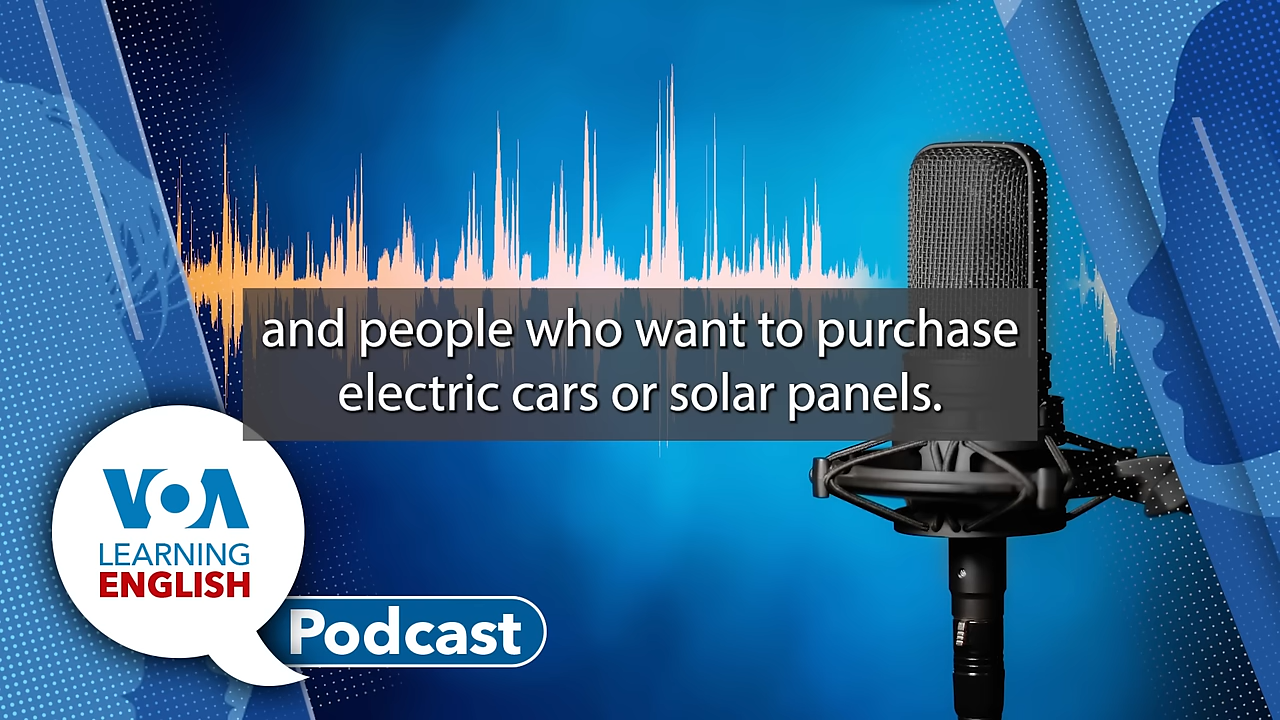 and people who want to purchase
electric cars or solar panels.
VOA
LEARNING
ENGLISH
Podcast